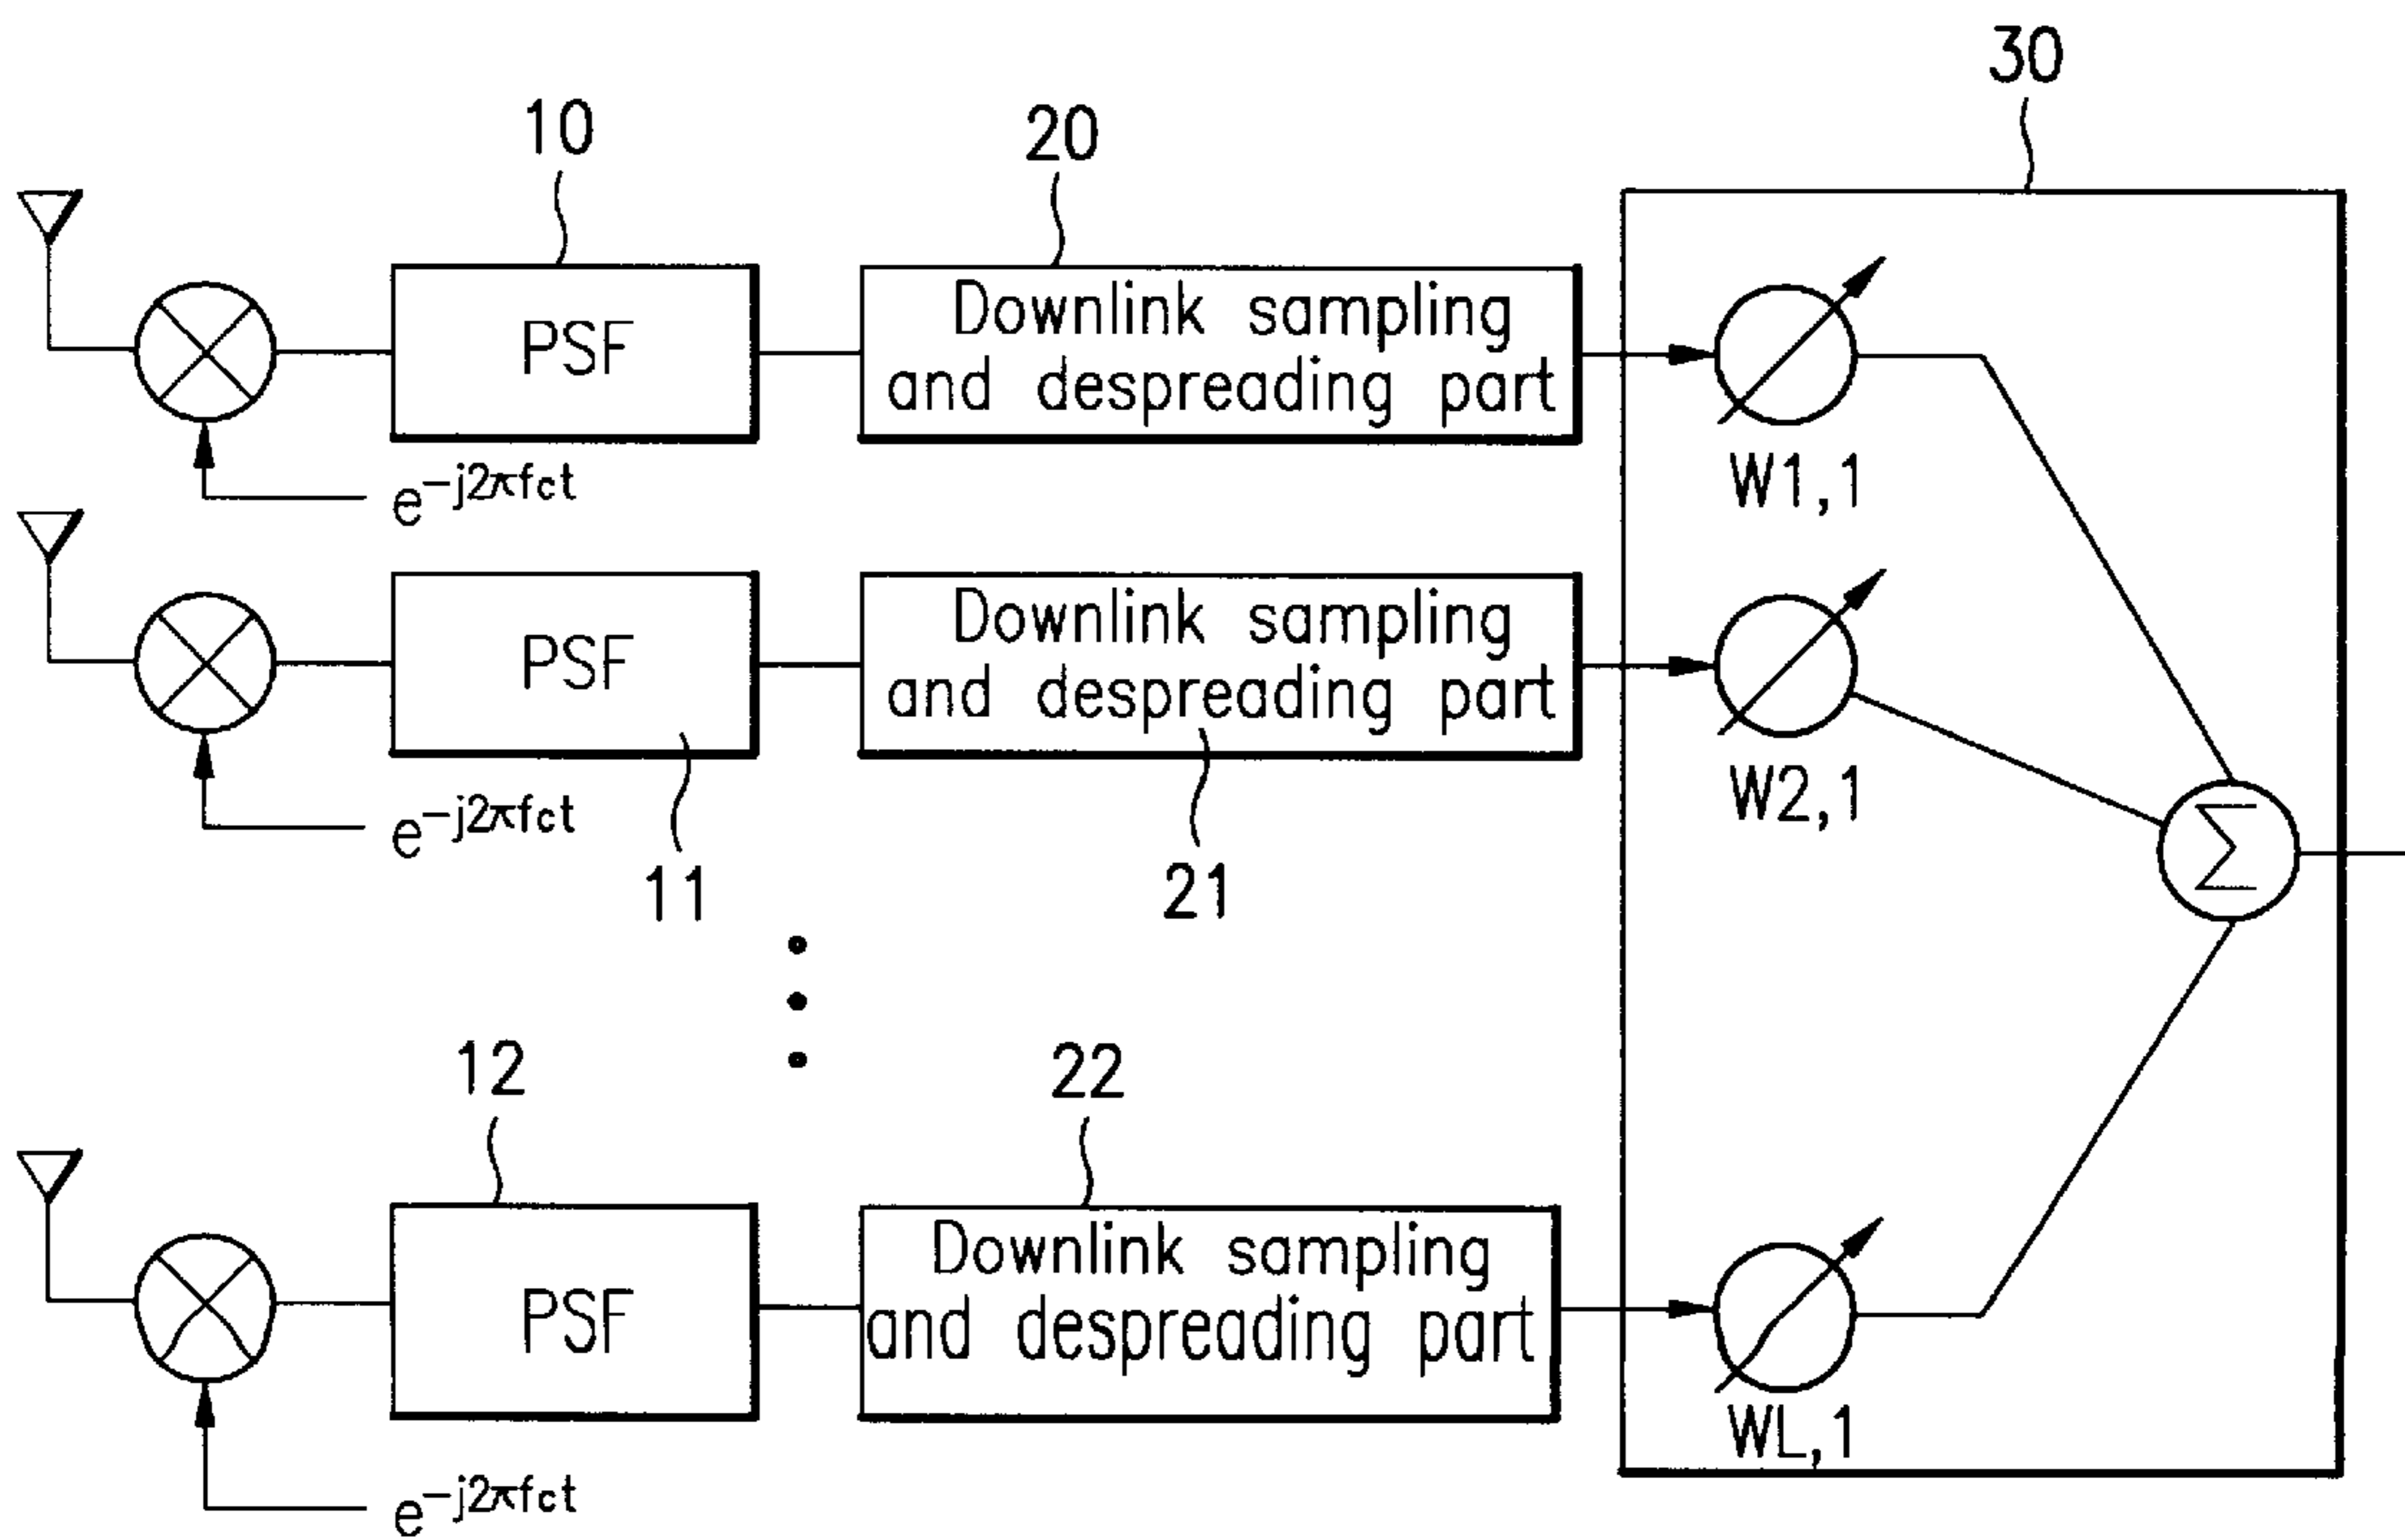 30
10
20
PSF
Downlink sampling
and despreading part
W1,1
e-j2πfct
PSF
Downlink sampling
and despreading part
W2,1
e-j2πfct
11
21
Σ
12
22
PSF
Downlink sampling
and despreading part
WL,1
e-j2πfct